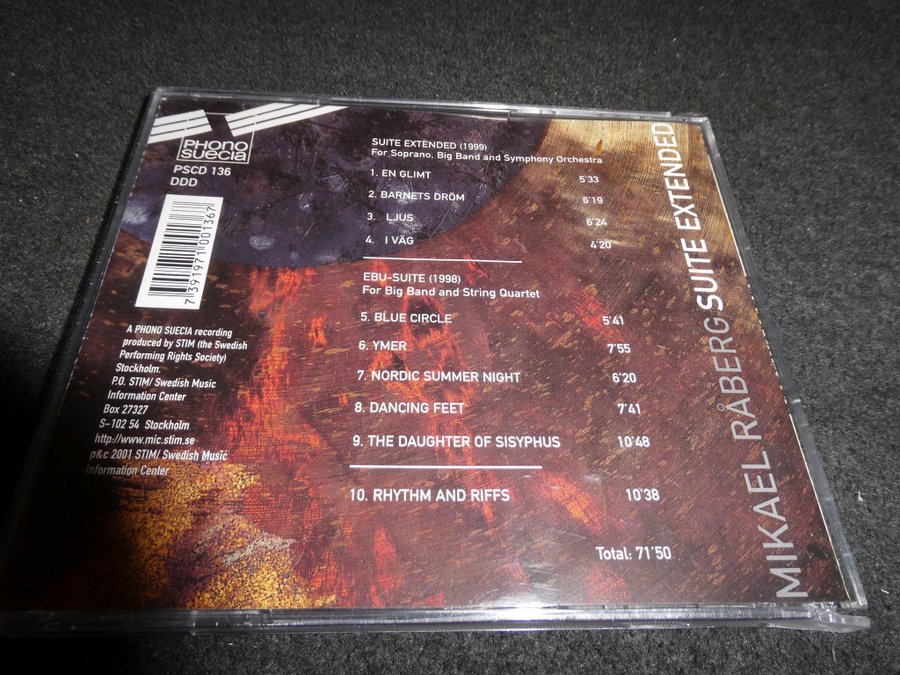 PHONO
SUECIA
PSCD 136
DDD
7 391971 001367
A PHONO SUECIA recording
produced by STIM (the Swedish
Performing Rights Society)
Stockholm.
P.O. STIM/ Swedish Music
Information Center
Box 27327
S-102 54 Stockholm
http://www.mic.stim.se
p&c 2001 STIM/ Swedish Music
Information Center
SUITE EXTENDED (1999)
For Soprano, Big Band and Symphony Orchestra
1. EN GLIMT 5'33
2. BARNETS DRÖM 6'19
3. LJUS 6'24
4. I VÄG 4'20
EBU-SUITE (1998)
For Big Band and String Quartet
5. BLUE CIRCLE 5'41
6. YMER 7'55
7. NORDIC SUMMER NIGHT 6'20
8. DANCING FEET 7'41
9. THE DAUGHTER OF SISYPHUS 10'48
10. RHYTHM AND RIFFS 10'38
Total: 71'50
MIKAEL RÅBERG SUITE EXTENDED